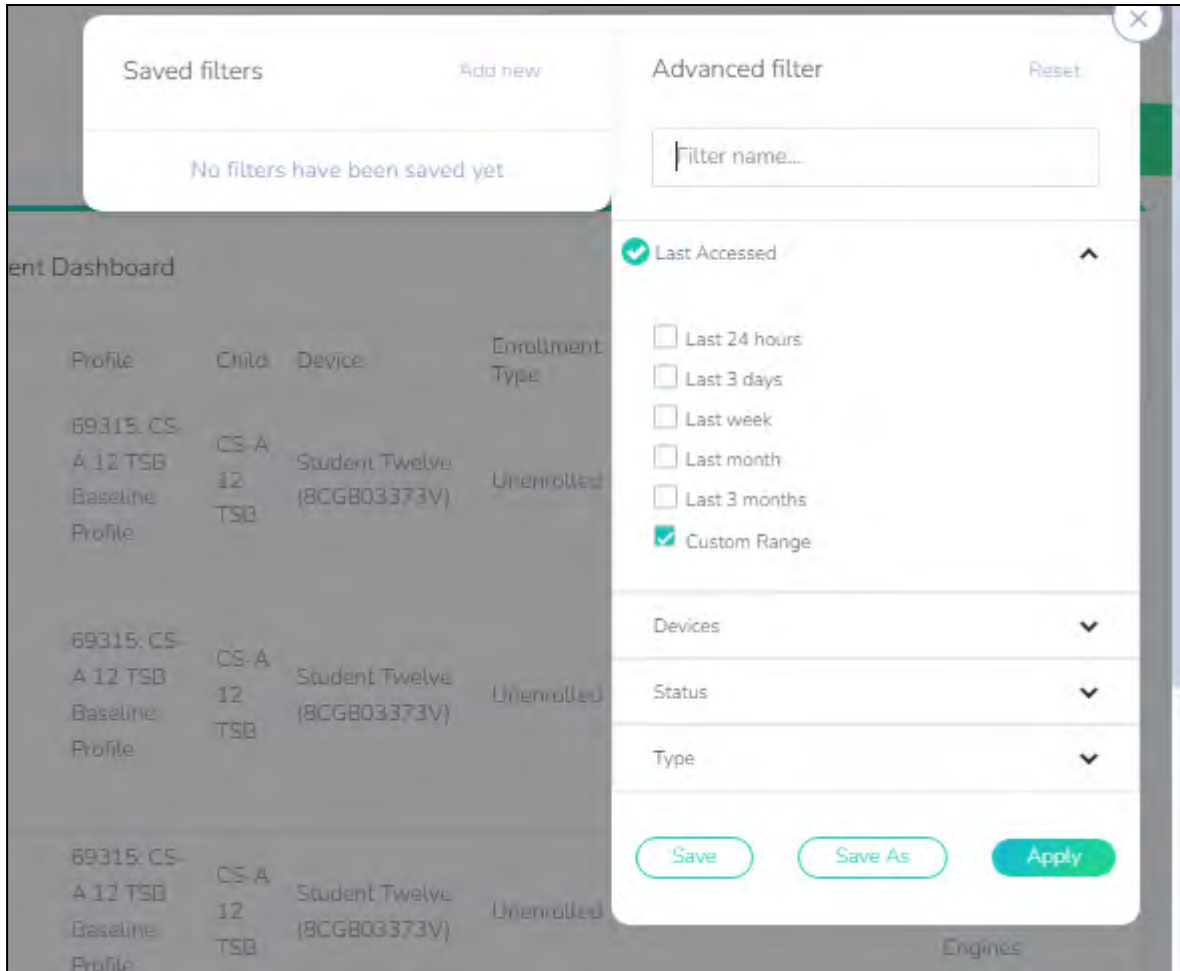 Saved filters
Add new
No filters have been saved yet
Advanced filter
Reset
Filter name...
Last Accessed
Last 24 hours
Last 3 days
Last week
Last month
Last 3 months
Custom Range
Devices
Status
Type
Save
Save As
Apply
ent Dashboard
Profile
Child
Device
Enrollment
Type
69315: CS-
A 12 TSB
Baseline
Profile
CS-A
12
TSB
Student Twelve
(8CGB03373V)
Unenrolled
69315: CS-
A 12 TSB
Baseline
Profile
CS-A
12
TSB
Student Twelve
(8CGB03373V)
Unenrolled
69315: CS-
A 12 TSB
Baseline
Profile
CS-A
12
TSB
Student Twelve
(8CGB03373V)
Unenrolled
Engines